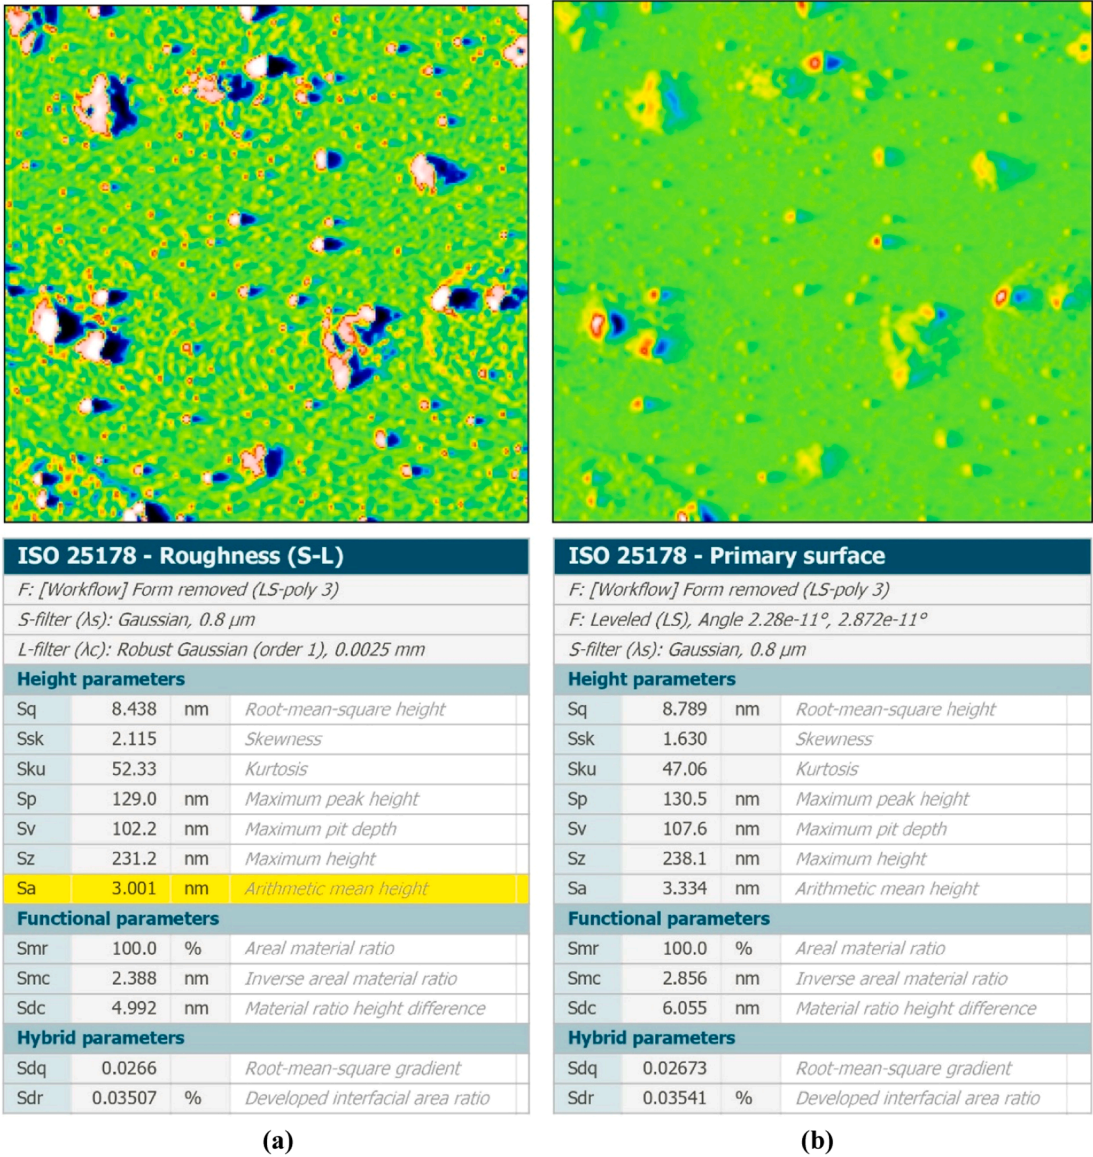 ISO 25178 - Roughness (S-L)
F: [Workflow] Form removed (LS-poly 3)
S-filter (λs): Gaussian, 0.8 µm
L-filter (λc): Robust Gaussian (order 1), 0.0025 mm
Height parameters
Sq 8.438 nm Root-mean-square height
Ssk 2.115 Skewness
Sku 52.33 Kurtosis
Sp 129.0 nm Maximum peak height
Sv 102.2 nm Maximum pit depth
Sz 231.2 nm Maximum height
Sa 3.001 nm Arithmetic mean height
Functional parameters
Smr 100.0 % Areal material ratio
Smc 2.388 nm Inverse areal material ratio
Sdc 4.992 nm Material ratio height difference
Hybrid parameters
Sdq 0.0266 Root-mean-square gradient
Sdr 0.03507 % Developed interfacial area ratio
(a)
ISO 25178 - Primary surface
F: [Workflow] Form removed (LS-poly 3)
F: Leveled (LS), Angle 2.28e-11°, 2.872e-11°
S-filter (λs): Gaussian, 0.8 µm
Height parameters
Sq 8.789 nm Root-mean-square height
Ssk 1.630 Skewness
Sku 47.06 Kurtosis
Sp 130.5 nm Maximum peak height
Sv 107.6 nm Maximum pit depth
Sz 238.1 nm Maximum height
Sa 3.334 nm Arithmetic mean height
Functional parameters
Smr 100.0 % Areal material ratio
Smc 2.856 nm Inverse areal material ratio
Sdc 6.055 nm Material ratio height difference
Hybrid parameters
Sdq 0.02673 Root-mean-square gradient
Sdr 0.03541 % Developed interfacial area ratio
(b)